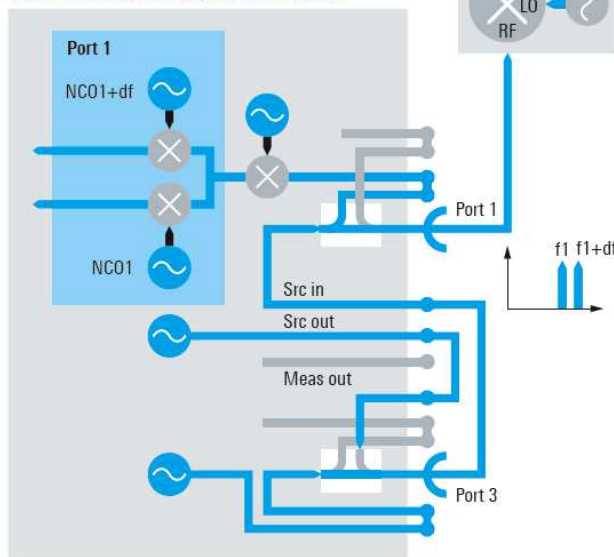 LO
RF
Port 1
NCO1+df
Port 1
NCO1
f1 f1+df
Src in
Src out
Meas out
Port 3